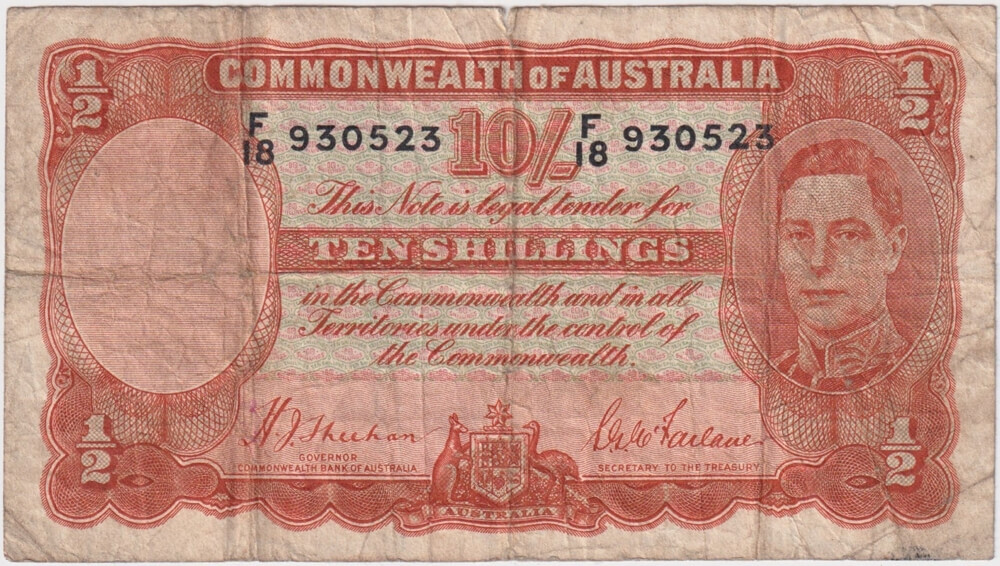 1/2 COMMONWEALTH OF AUSTRALIA 1/2
F/18 930523 10/- F/18 930523
This Note is legal tender for
TEN SHILLINGS
in the Commonwealth and in all
Territories under the control of
the Commonwealth.
H. J. Sheehan S. G. McFarlane
GOVERNOR
COMMONWEALTH BANK OF AUSTRALIA
SECRETARY TO THE TREASURY
1/2 AUSTRALIA 1/2